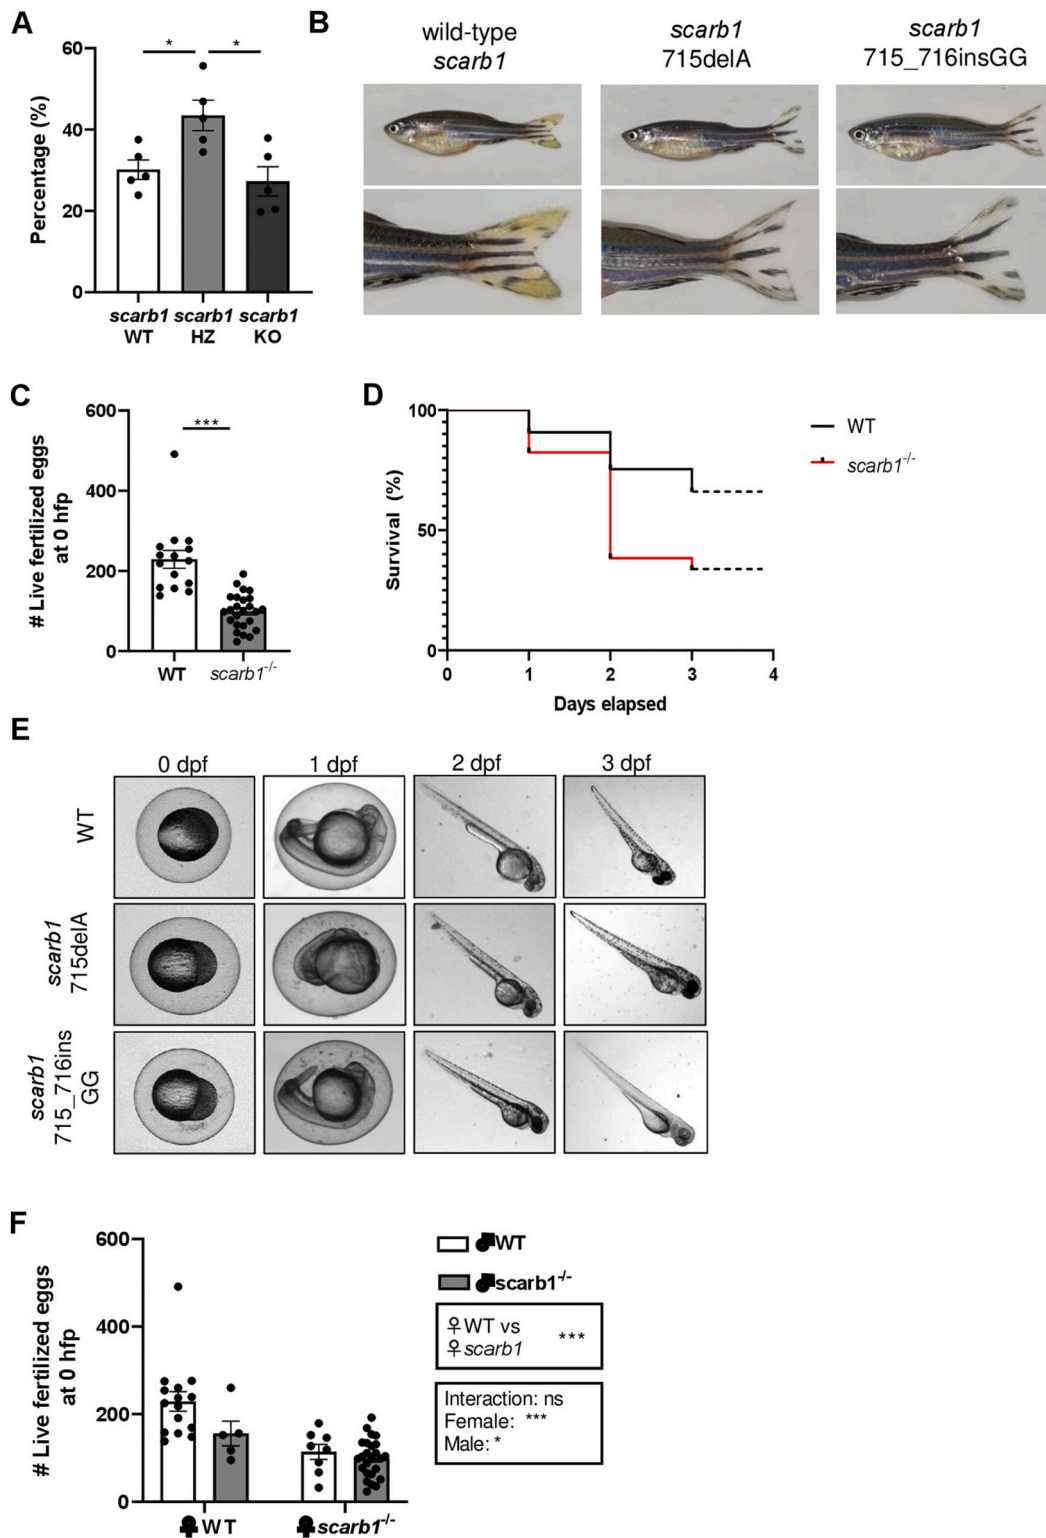 A
Percentage (%)
60
40
20
0
*
*
scarb1
WT
scarb1
HZ
scarb1
KO
B
wild-type
scarb1
scarb1
715delA
scarb1
715_716insGG
C
# Live fertilized eggs
at 0 hfp
600
400
200
0
***
WT
scarb1-/-
D
Survival (%)
100
50
0
0
1
2
3
4
Days elapsed
WT
scarb1-/-
E
0 dpf
1 dpf
2 dpf
3 dpf
WT
scarb1
715delA
scarb1
715_716ins
GG
F
# Live fertilized eggs
at 0 hfp
600
400
200
0
♀WT
♀scarb1-/-
♂WT
♂scarb1-/-
♀WT vs
♀scarb1
***
Interaction: ns
Female: ***
Male: *